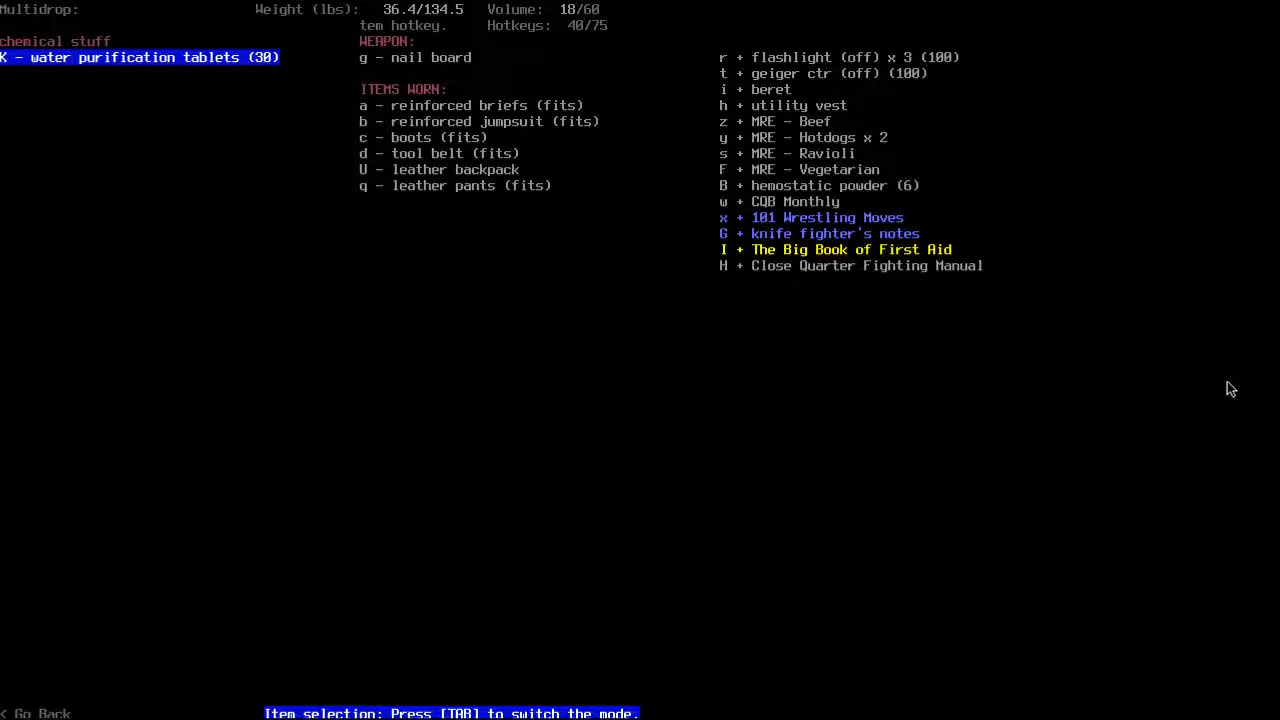 Multidrop: Weight (lbs): 36.4/134.5 Volume: 18/60
tem hotkey. Hotkeys: 40/75
chemical stuff
K - water purification tablets (30)
WEAPON:
g - nail board
ITEMS WORN:
a - reinforced briefs (fits)
b - reinforced jumpsuit (fits)
c - boots (fits)
d - tool belt (fits)
U - leather backpack
q - leather pants (fits)
r + flashlight (off) x 3 (100)
t + geiger ctr (off) (100)
i + beret
h + utility vest
z + MRE - Beef
y + MRE - Hotdogs x 2
s + MRE - Ravioli
F + MRE - Vegetarian
B + hemostatic powder (6)
w + CQB Monthly
x + 101 Wrestling Moves
G + knife fighter's notes
I + The Big Book of First Aid
H + Close Quarter Fighting Manual
< Go Back
Item selection: Press [TAB] to switch the mode.